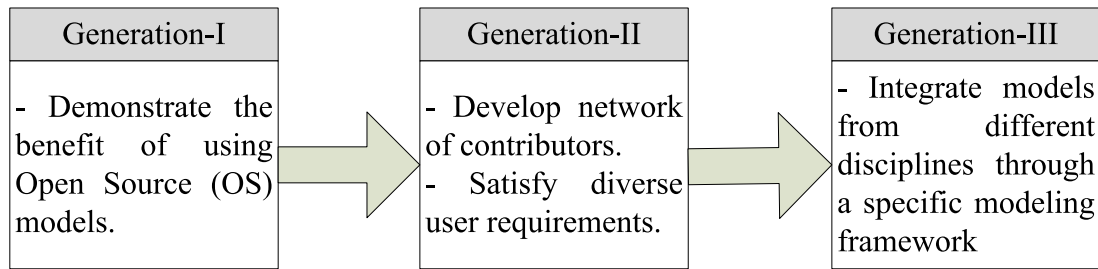 Generation-I
- Demonstrate the
benefit of using
Open Source (OS)
models.
Generation-II
- Develop network
of contributors.
- Satisfy diverse
user requirements.
Generation-III
- Integrate models
from different
disciplines through
a specific modeling
framework